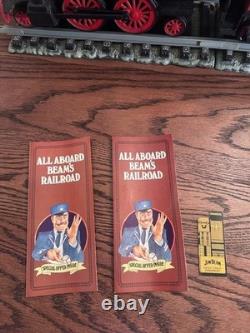 ALL ABOARD
BEAM'S
RAILROAD
SPECIAL OFFER INSIDE
ALL ABOARD
BEAM'S
RAILROAD
SPECIAL OFFER INSIDE
JIM BEAM